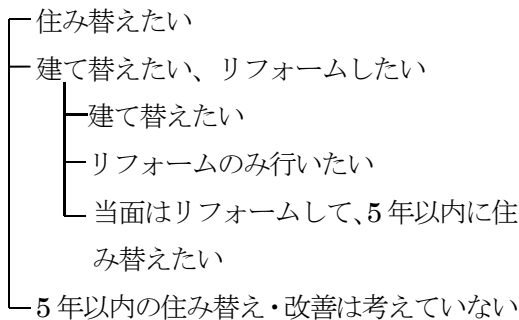 住み替えたい
建て替えたい、リフォームしたい
建て替えたい
リフォームのみ行いたい
当面はリフォームして、5 年以内に住
み替えたい
5 年以内の住み替え・改善は考えていない